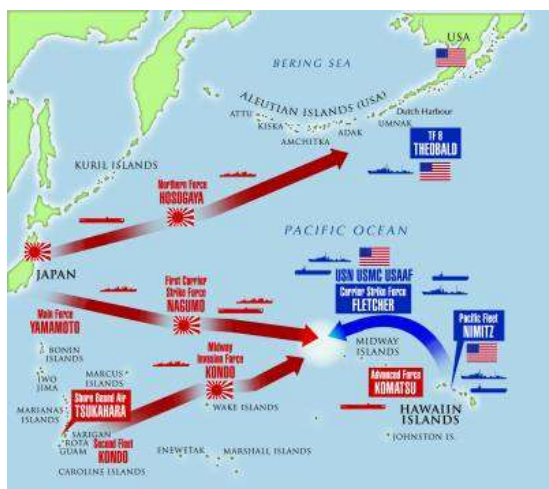 USA
BERING SEA
ALEUTIAN ISLANDS (USA)
Dutch Harbour
ATTU
KISKA
UMNAK
ADAK
AMCHITKA
TF 8
THEOBALD
KURIL ISLANDS
Northern Force
HOSOGAYA
PACIFIC OCEAN
JAPAN
USN USMC USAAF
First Carrier
Strike Force
NAGUMO
Carrier Strike Force
FLETCHER
Main Force
YAMAMOTO
Pacific Fleet
NIMITZ
Midway
Invasion Force
KONDO
MIDWAY
ISLANDS
BONIN
ISLANDS
IWO
JIMA
MARCUS
ISLANDS
Advanced Force
KOMATSU
Shore Based Air
TSUKAHARA
MARIANAS
ISLANDS
WAKE ISLANDS
HAWAIIN
ISLANDS
SARIGAN
ROTA
GUAM
Second Fleet
KONDO
JOHNSTON IS.
ENEWETAK
MARSHALL ISLANDS
CAROLINE ISLANDS